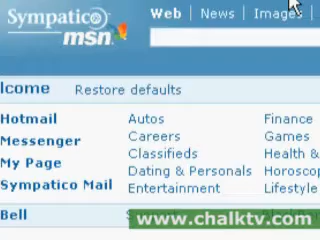 Sympatico
msn
Web | News | Images
lcome Restore defaults
Hotmail Autos Finance
Messenger Careers Games
My Page Classifieds Health &
Sympatico Mail Dating & Personals
Entertainment Lifestyle
Bell
www.chalktv.com